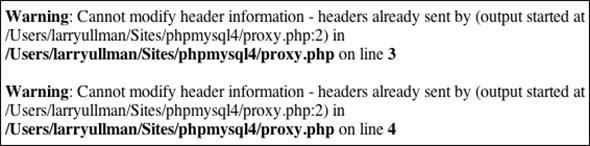 Warning: Cannot modify header information - headers already sent by (output started at
/Users/larryullman/Sites/phpmysql4/proxy.php:2) in
/Users/larryullman/Sites/phpmysql4/proxy.php on line 3
Warning: Cannot modify header information - headers already sent by (output started at
/Users/larryullman/Sites/phpmysql4/proxy.php:2) in
/Users/larryullman/Sites/phpmysql4/proxy.php on line 4